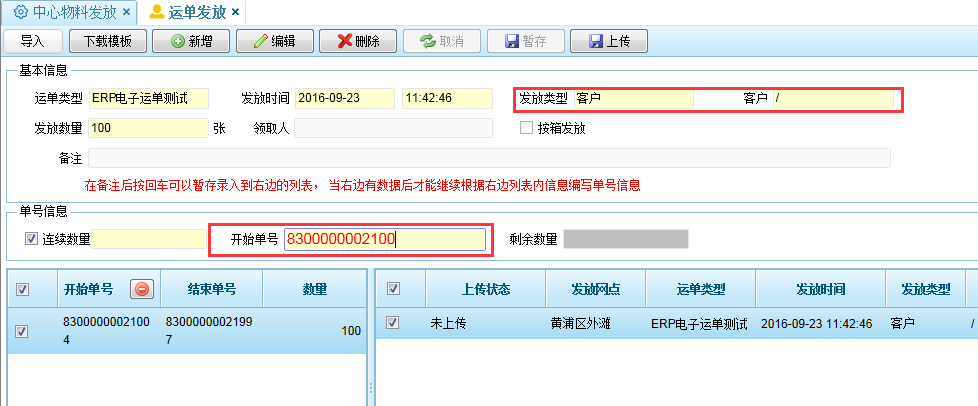 中心物料发放 × 运单发放 ×
导入 下载模板 新增 编辑 删除 取消 暂存 上传
基本信息
运单类型 ERP电子运单测试 发放时间 2016-09-23 11:42:46 发放类型 客户 客户 /
发放数量 100 张 领取人 按箱发放
备注
在备注后按回车可以暂存录入到右边的列表， 当右边有数据后才能继续根据右边列表内信息编写单号信息
单号信息
连续数量 开始单号 8300000002100 剩余数量
开始单号 结束单号 数量 上传状态 发放网点 运单类型 发放时间 发放类型
8300000002100 8300000002199 100 未上传 黄浦区外滩 ERP电子运单测试 2016-09-23 11:42:46 客户 /
4 7